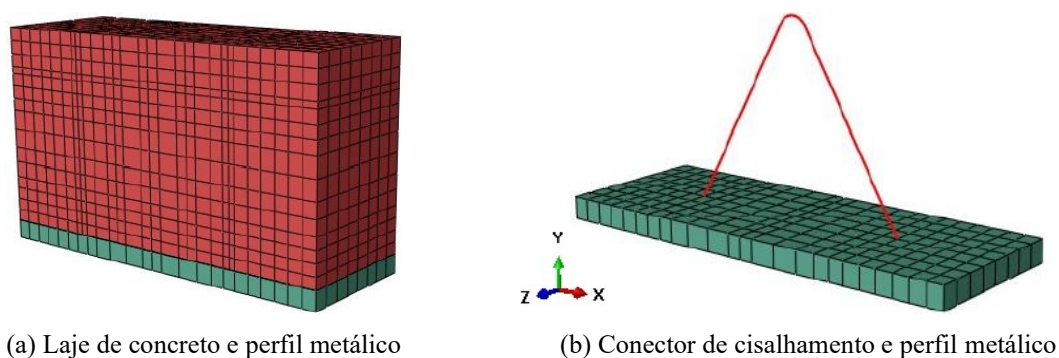 Y
Z
X
(a) Laje de concreto e perfil metálico
(b) Conector de cisalhamento e perfil metálico